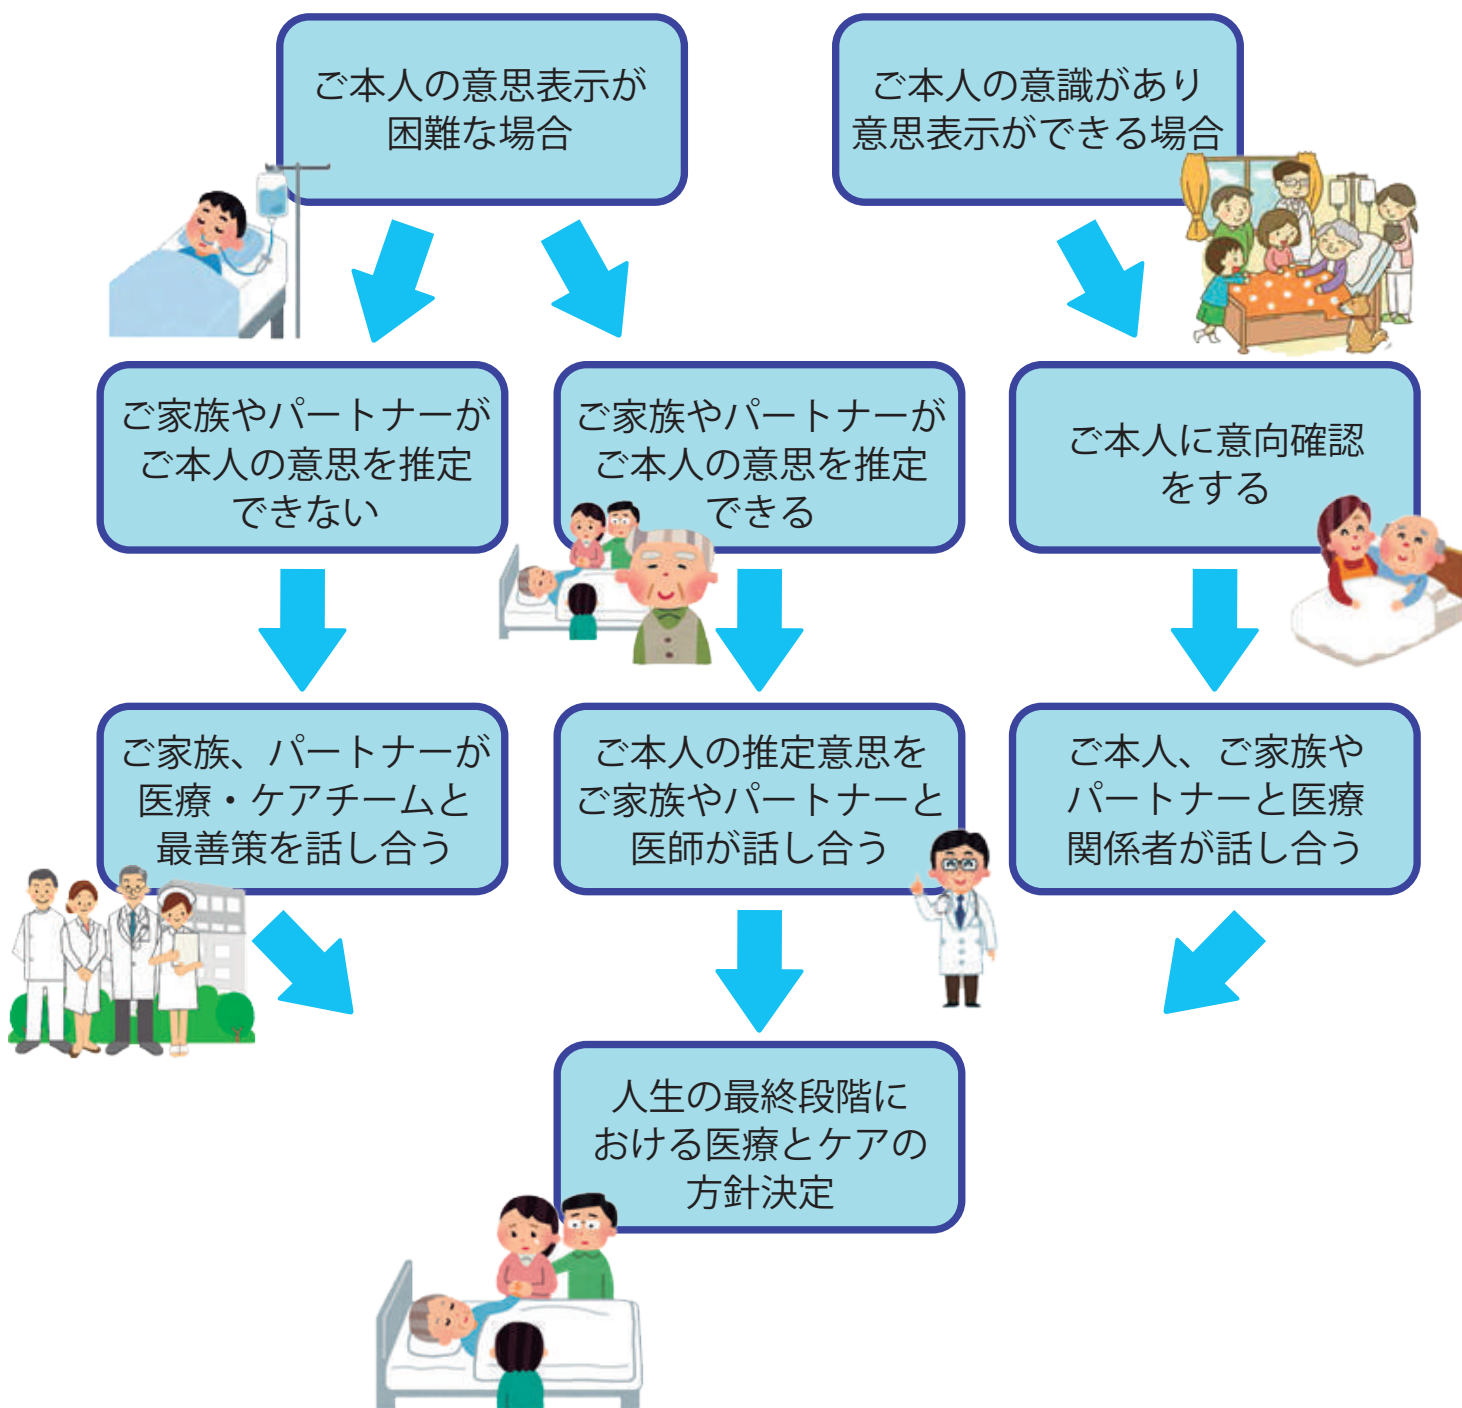 ご本人の意思表示が
困難な場合
ご本人の意識があり
意思表示ができる場合
ご家族やパートナーが
ご本人の意思を推定
できない
ご家族やパートナーが
ご本人の意思を推定
できる
ご本人に意向確認
をする
ご家族、パートナーが
医療・ケアチームと
最善策を話し合う
ご本人の推定意思を
ご家族やパートナーと
医師が話し合う
ご本人、ご家族や
パートナーと医療
関係者が話し合う
人生の最終段階に
おける医療とケアの
方針決定